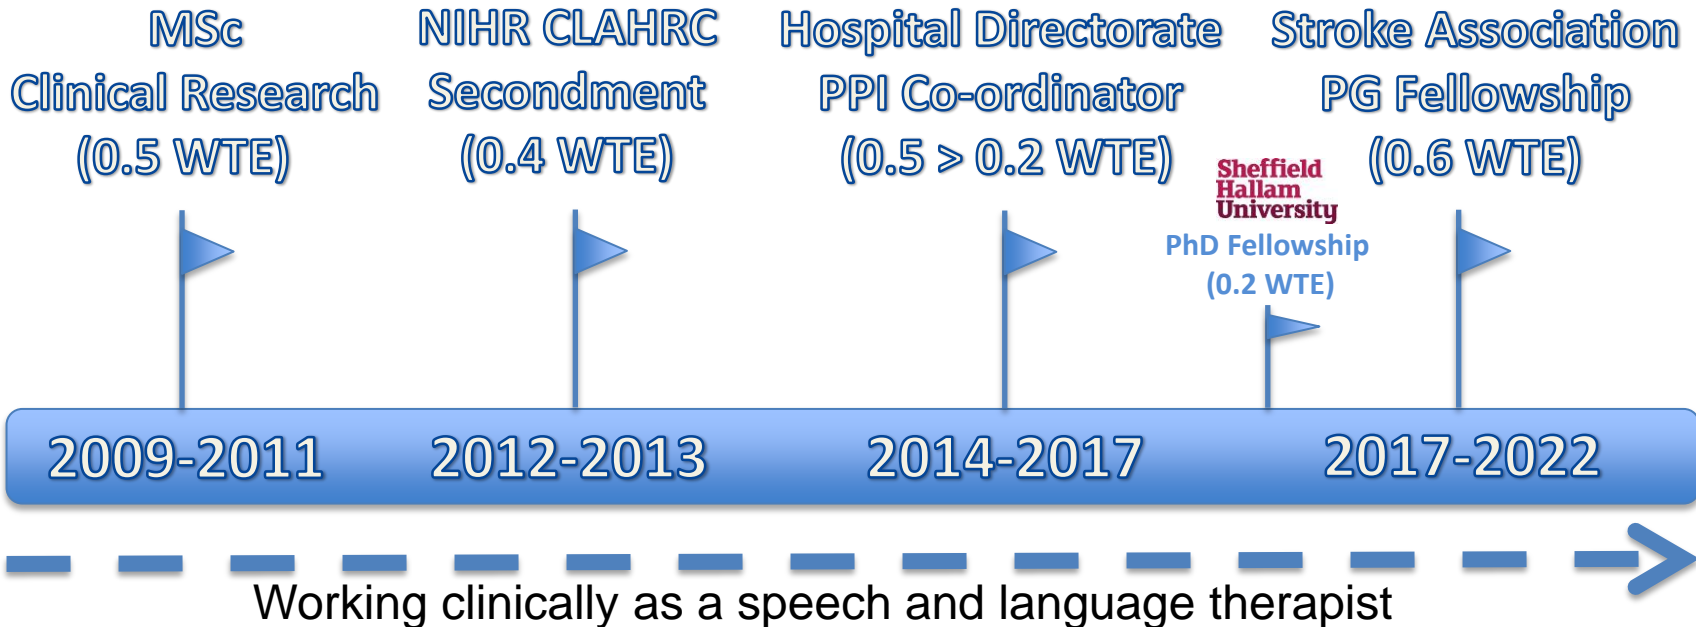 MSc
Clinical Research
(0.5 WTE)
NIHR CLAHRC
Secondment
(0.4 WTE)
Hospital Directorate
PPI Co-ordinator
(0.5 > 0.2 WTE)
Sheffield
Hallam
University
PhD Fellowship
(0.2 WTE)
Stroke Association
PG Fellowship
(0.6 WTE)
2009-2011
2012-2013
2014-2017
2017-2022
Working clinically as a speech and language therapist